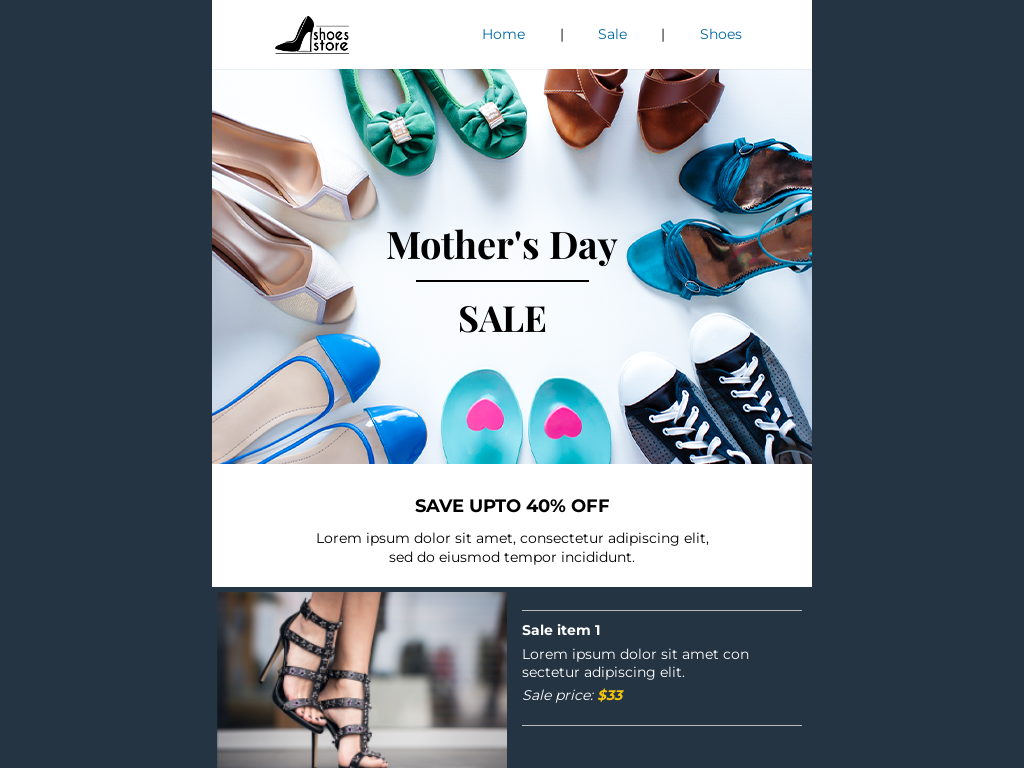 shoes
store
Home | Sale | Shoes
Mother's Day
SALE
SAVE UPTO 40% OFF
Lorem ipsum dolor sit amet, consectetur adipiscing elit,
sed do eiusmod tempor incididunt.
Sale item 1
Lorem ipsum dolor sit amet con
sectetur adipiscing elit.
Sale price: $33